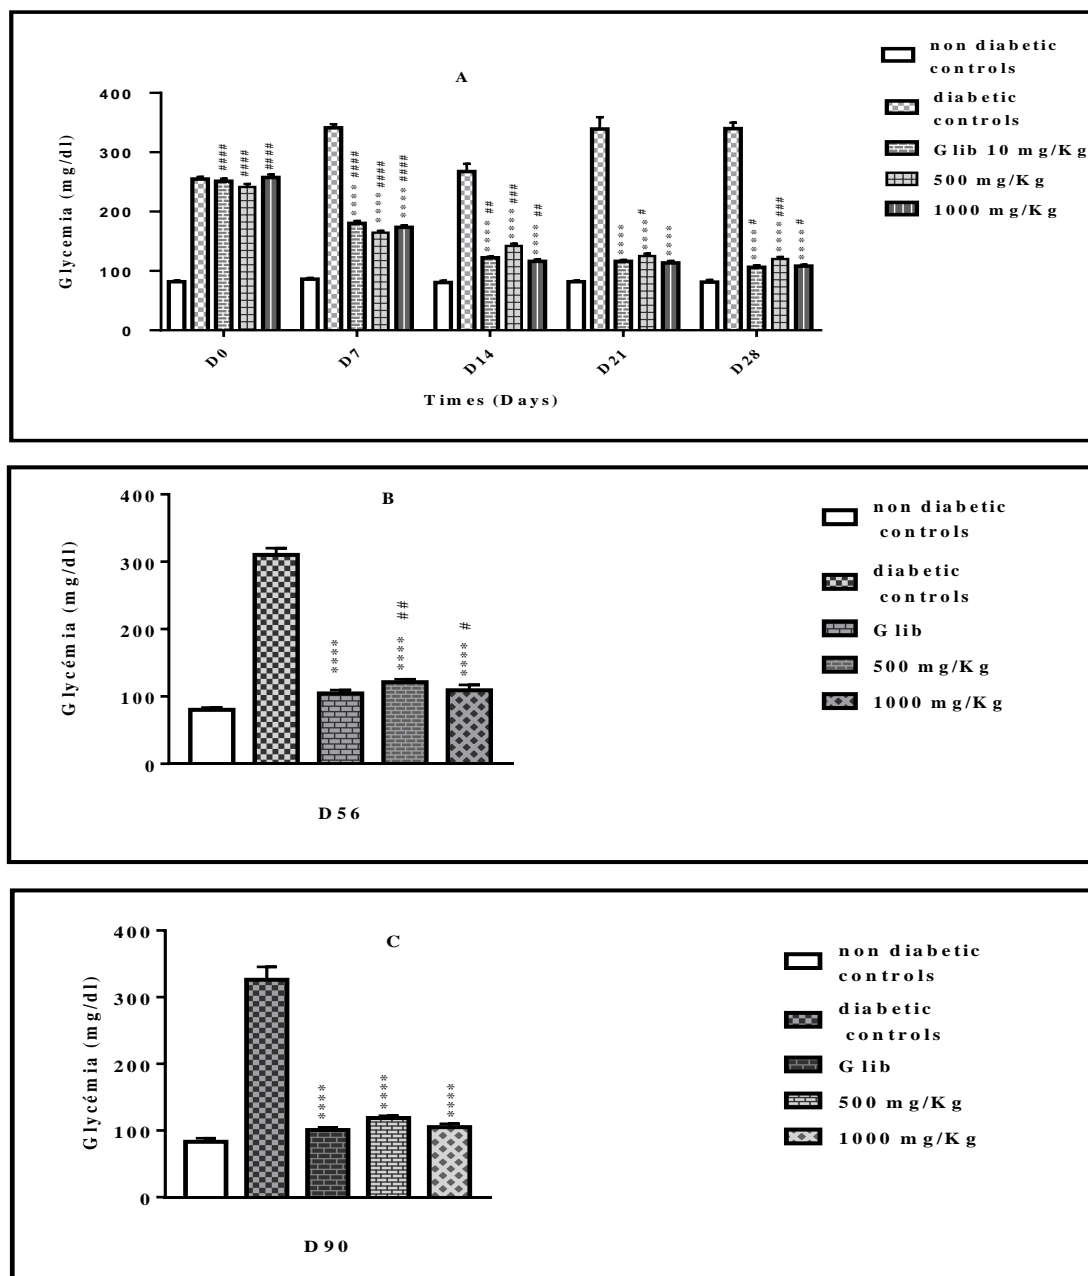 A
Glycemia (mg/dl)
400
300
200
100
0
####
####
####
**** ####
**** ####
**** ####
**** ##
**** ###
**** ##
****
**** #
****
**** #
**** ###
**** #
D0
D7
D14
D21
D28
Times (Days)
non diabetic
controls
diabetic
controls
Glib 10 mg/Kg
500 mg/Kg
1000 mg/Kg
B
Glycémia (mg/dl)
400
300
200
100
0
****
**** ##
**** #
D56
non diabetic
controls
diabetic
controls
Glib
500 mg/Kg
1000 mg/Kg
C
Glycémia (mg/dl)
400
300
200
100
0
****
****
****
D90
non diabetic
controls
diabetic
controls
Glib
500 mg/Kg
1000 mg/Kg